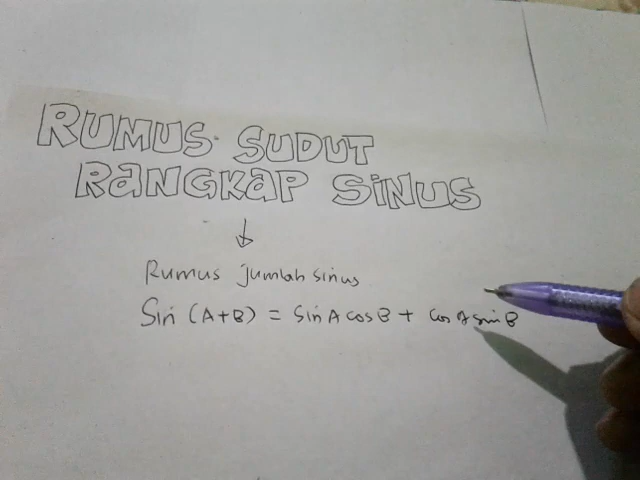 RUMUS SUDUT
RANGKAP SINUS
Rumus jumlah sinus
Sin (A+B) = Sin A cos B + cos A sin B